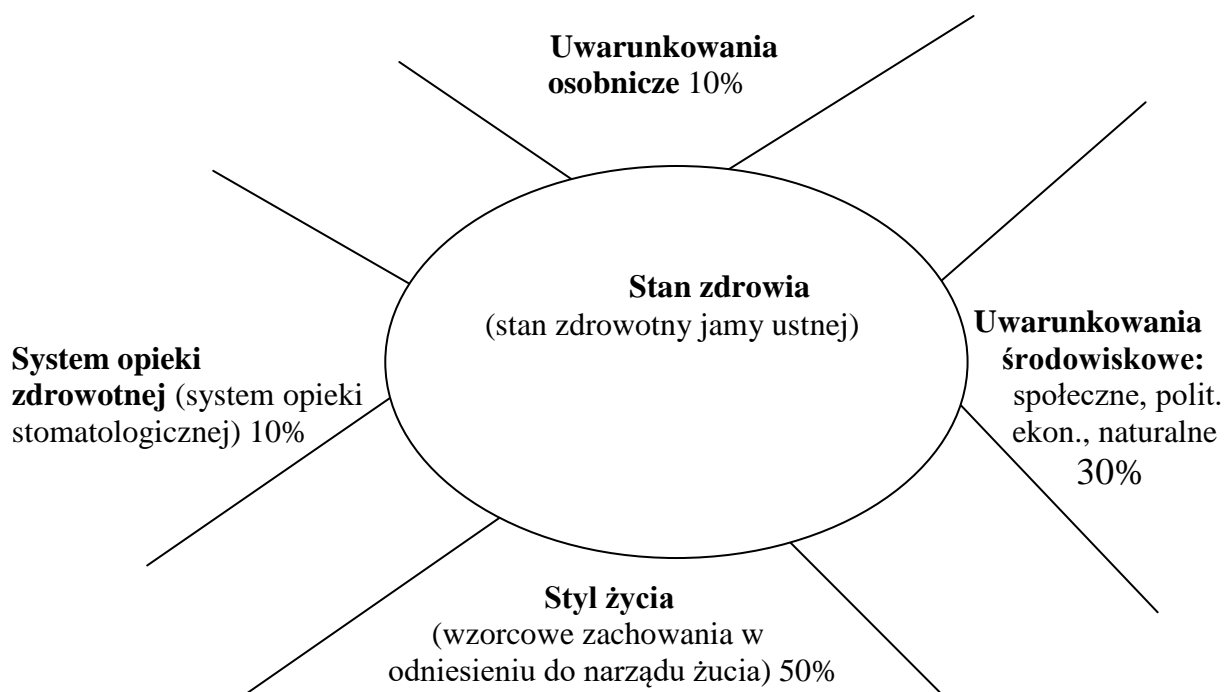 Uwarunkowania
osobnicze 10%
Stan zdrowia
(stan zdrowotny jamy ustnej)
System opieki
zdrowotnej (system opieki
stomatologicznej) 10%
Uwarunkowania
środowiskowe:
społeczne, polit.
ekon., naturalne
30%
Styl życia
(wzorcowe zachowania w
odniesieniu do narządu żucia) 50%